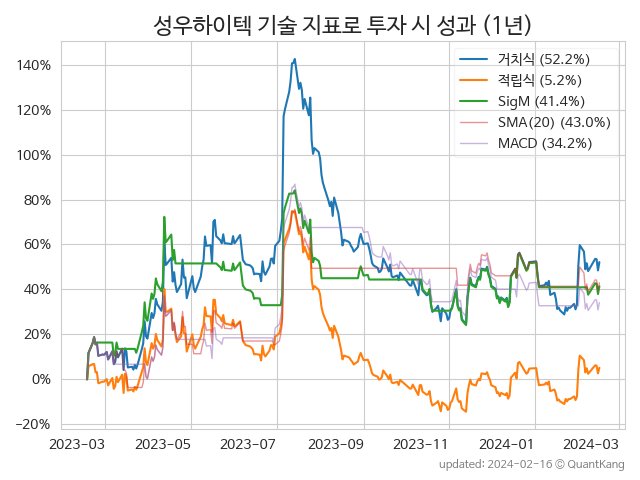 성우하이텍 기술 지표로 투자 시 성과 (1년)
거치식 (52.2%)
적립식 (5.2%)
SigM (41.4%)
SMA(20) (43.0%)
MACD (34.2%)
140%
120%
100%
80%
60%
40%
20%
0%
−20%
2023-03 2023-05 2023-07 2023-09 2023-11 2024-01 2024-03
updated: 2024-02-16 © QuantKang